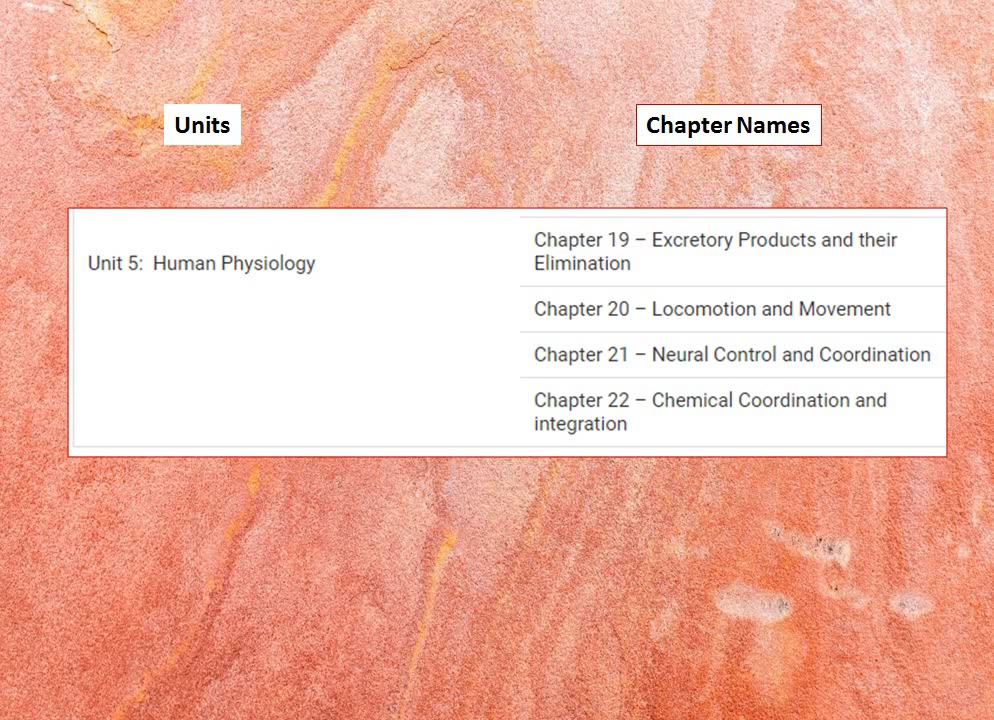 Units
Chapter Names
Unit 5: Human Physiology
Chapter 19 – Excretory Products and their
Elimination
Chapter 20 – Locomotion and Movement
Chapter 21 – Neural Control and Coordination
Chapter 22 – Chemical Coordination and
integration